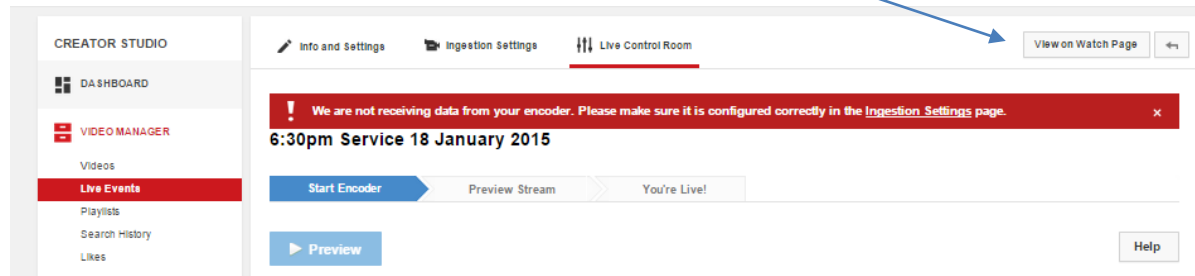 CREATOR STUDIO
Info and Settings
Ingestion Settings
Live Control Room
View on Watch Page
DASHBOARD
We are not receiving data from your encoder. Please make sure it is configured correctly in the Ingestion Settings page.
×
VIDEO MANAGER
6:30pm Service 18 January 2015
Videos
Live Events
Start Encoder
Preview Stream
You're Live!
Playlists
Search History
Likes
Preview
Help